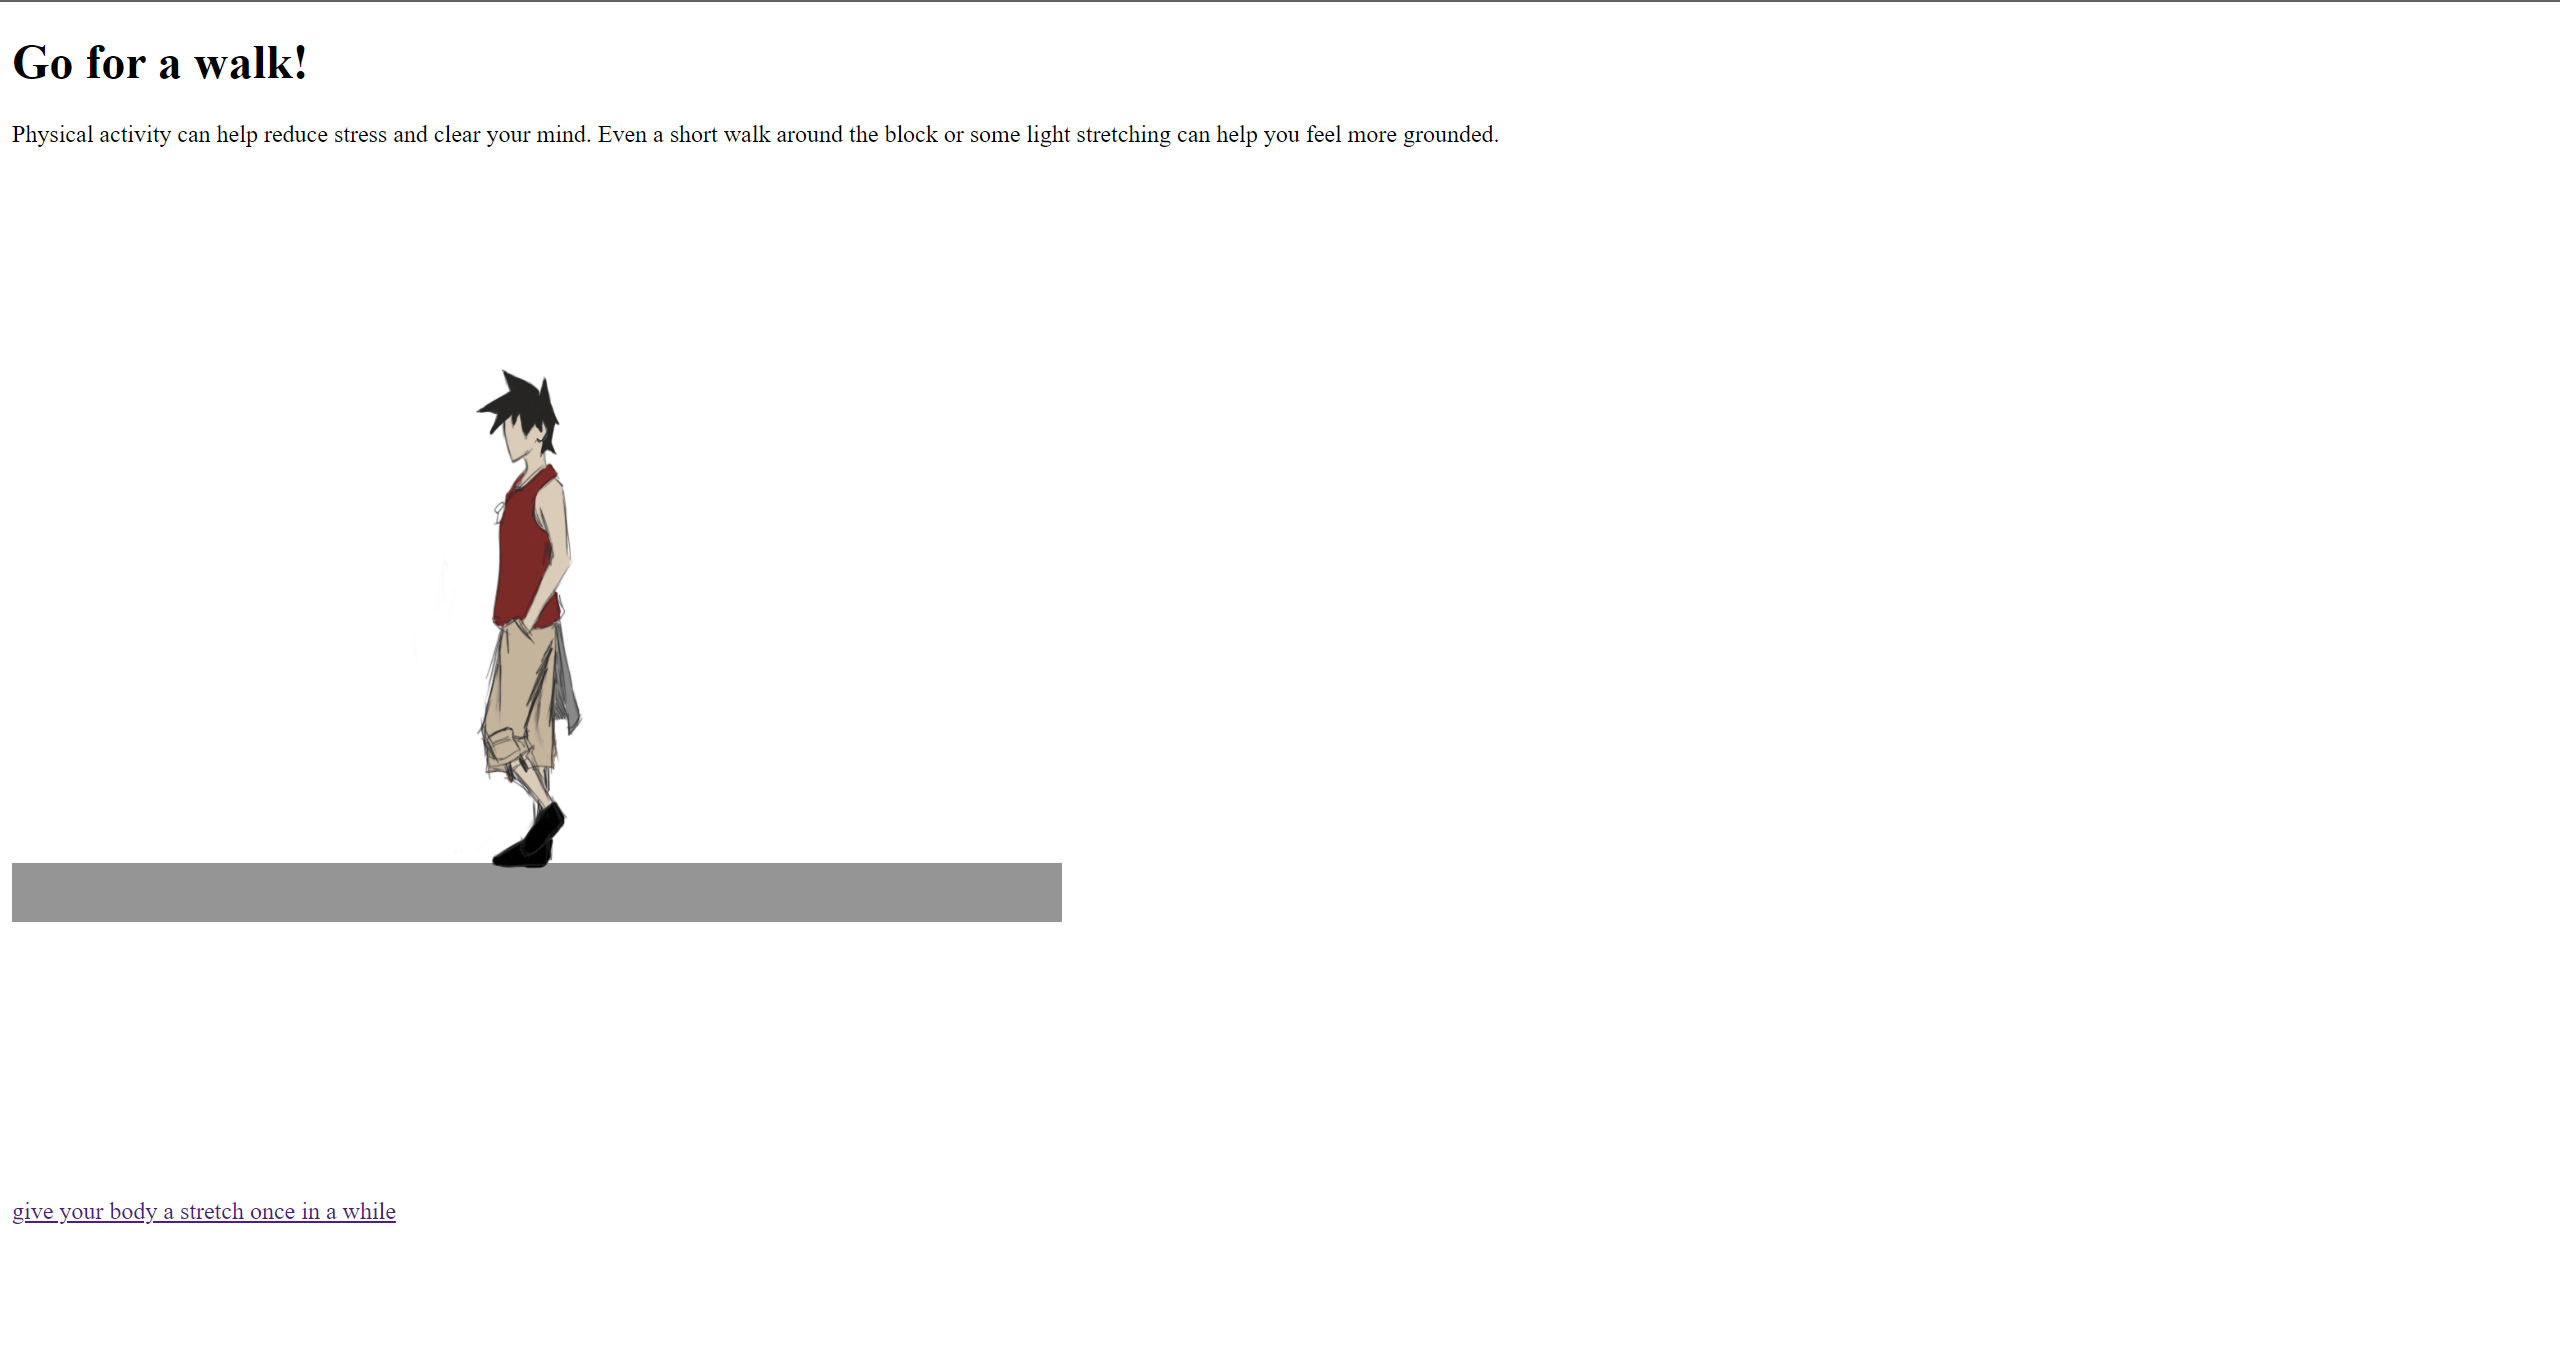 Go for a walk!
Physical activity can help reduce stress and clear your mind. Even a short walk around the block or some light stretching can help you feel more grounded.
give your body a stretch once in a while